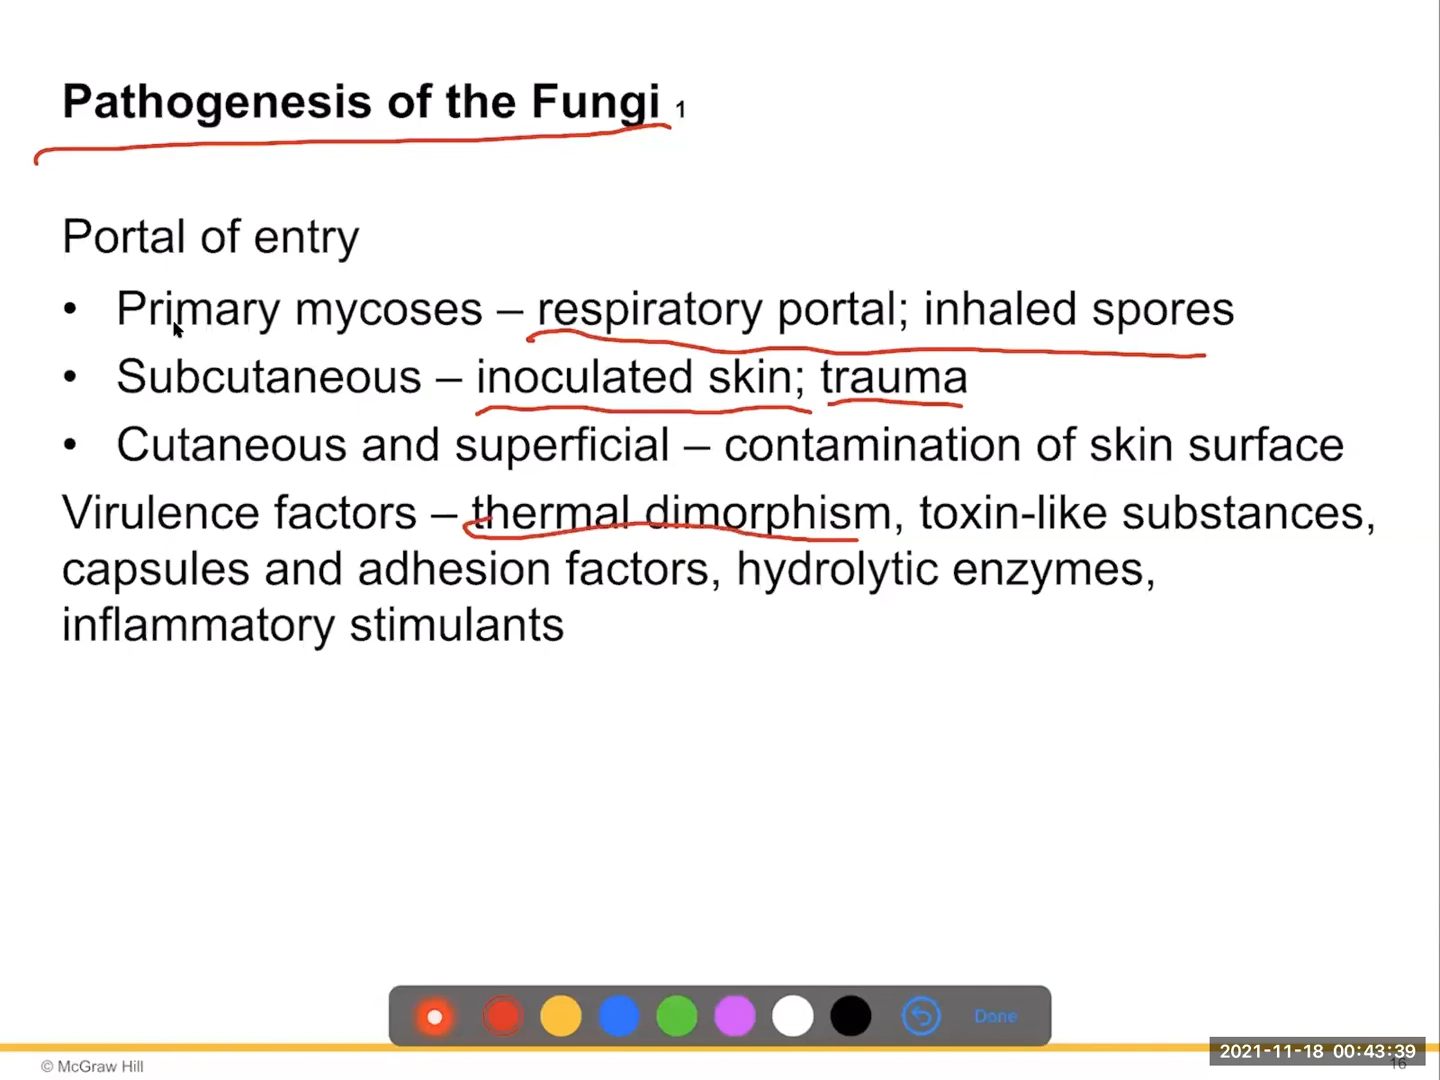 Pathogenesis of the Fungi 1
Portal of entry
• Primary mycoses – respiratory portal; inhaled spores
• Subcutaneous – inoculated skin; trauma
• Cutaneous and superficial – contamination of skin surface
Virulence factors – thermal dimorphism, toxin-like substances,
capsules and adhesion factors, hydrolytic enzymes,
inflammatory stimulants
Done
© McGraw Hill
2021-11-18 00:43:39
16